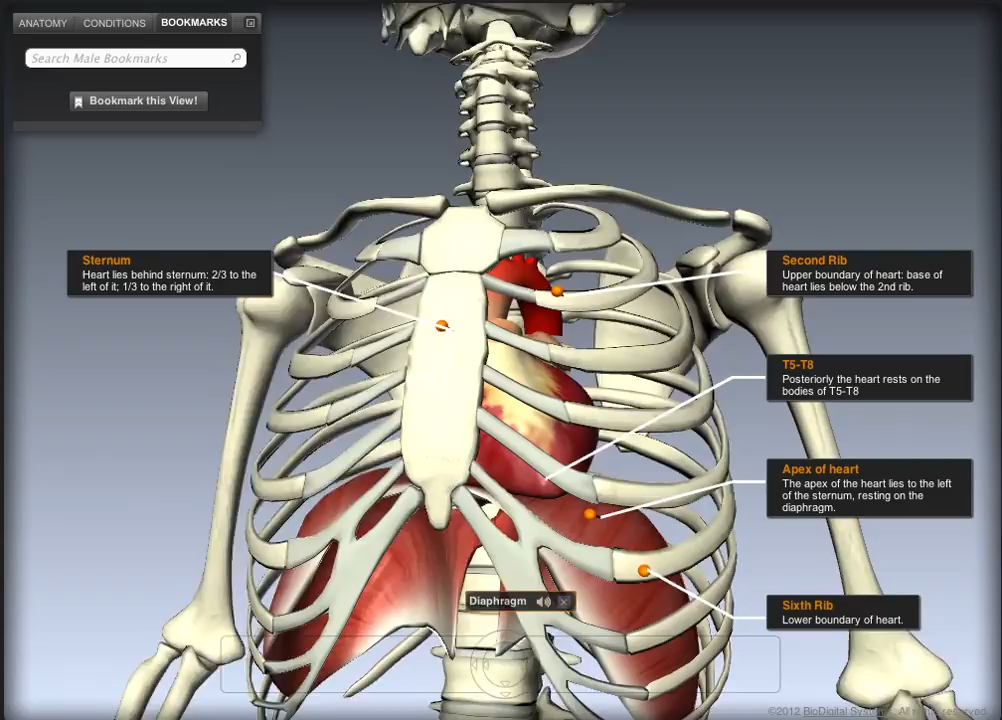 ANATOMY CONDITIONS BOOKMARKS
Search Male Bookmarks
Bookmark this View!
Sternum
Heart lies behind sternum: 2/3 to the
left of it; 1/3 to the right of it.
Second Rib
Upper boundary of heart: base of
heart lies below the 2nd rib.
T5-T8
Posteriorly the heart rests on the
bodies of T5-T8
Apex of heart
The apex of the heart lies to the left
of the sternum, resting on the
diaphragm.
Diaphragm
Sixth Rib
Lower boundary of heart.
©2012 BioDigital Systems. All rights reserved.